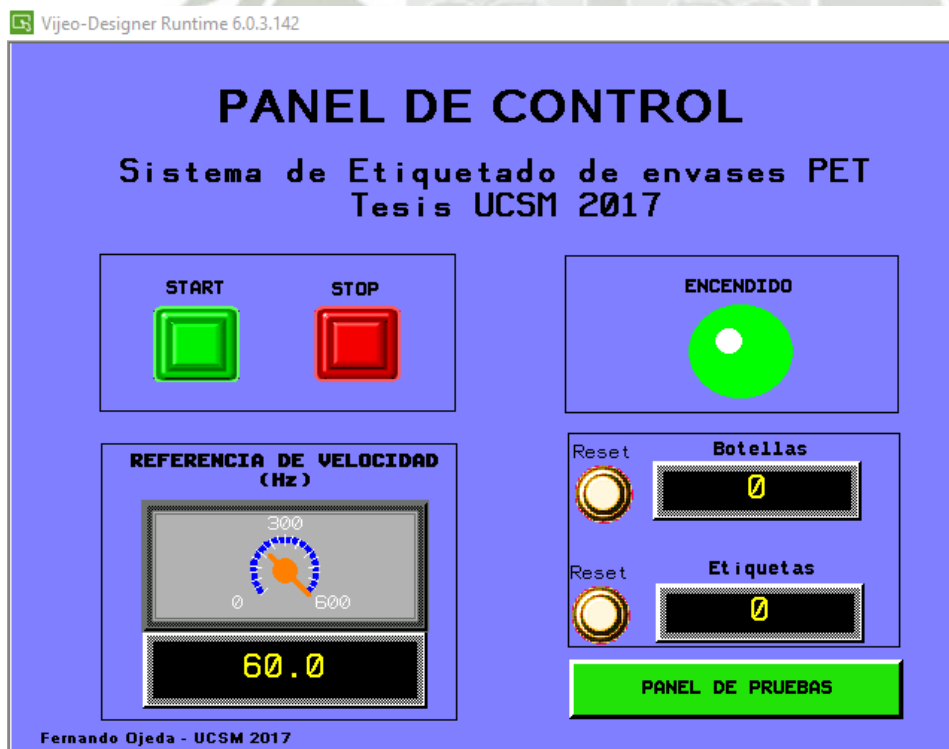 Vijeo-Designer Runtime 6.0.3.142
PANEL DE CONTROL
Sistema de Etiquetado de envases PET
Tesis UCSM 2017
START
STOP
ENCENDIDO
REFERENCIA DE VELOCIDAD
(Hz)
300
0
600
60.0
Reset
Botellas
0
Reset
Etiquetas
0
PANEL DE PRUEBAS
Fernando Ojeda - UCSM 2017